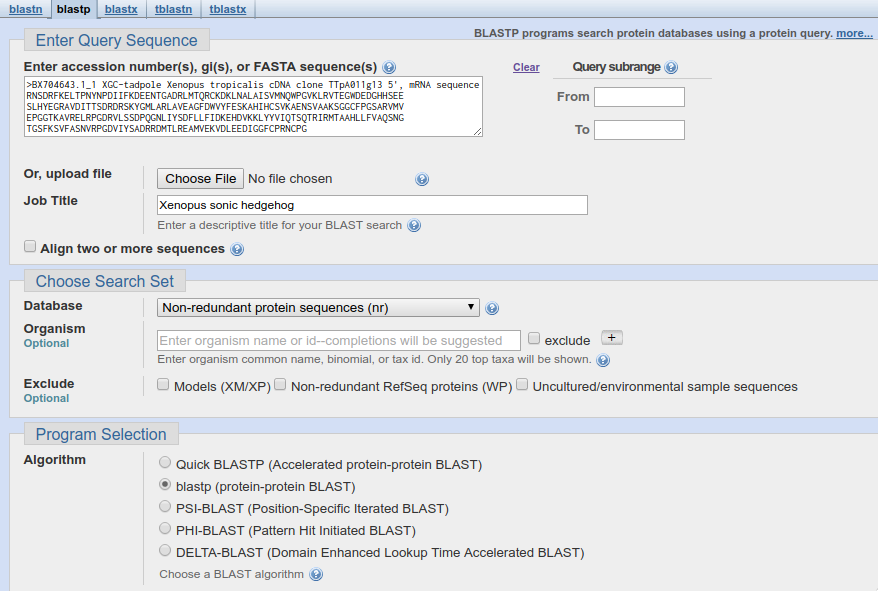 blastn blastp blastx tblastn tblastx
BLASTP programs search protein databases using a protein query. more...
Enter Query Sequence
Enter accession number(s), gi(s), or FASTA sequence(s) Clear Query subrange
>BX704643.1_1 XGC-tadpole Xenopus tropicalis cDNA clone TTpA011g13 5', mRNA sequence
RNSDRFKELTPNYNPDIIFKDEENTGADRLMTQRCKDKLNALAISVMNQWPGVKLRVTEGWDEDGHHSEE
SLHYEGRAVDITTSDRDRSKYGMLARLAVEAGFDWVYFESKAHIHCSVKAENSVAAKSGGCFPGSARVMV
EPGGTKAVRELRPGDRVLSSDPQGNLIYSDFLLFIDKEHDVKKLYYVIQTSQTRIRMTAAHLLFVAQSNG
TGSFKSVFASNVRPGDVIYSADRRDMTLREAMVEKVDLEEDIGGFCPRNCPG
From
To
Or, upload file Choose File No file chosen
Job Title Xenopus sonic hedgehog
Enter a descriptive title for your BLAST search
Align two or more sequences
Choose Search Set
Database Non-redundant protein sequences (nr)
Organism
Optional
Enter organism name or id--completions will be suggested exclude +
Enter organism common name, binomial, or tax id. Only 20 top taxa will be shown.
Exclude
Optional
Models (XM/XP) Non-redundant RefSeq proteins (WP) Uncultured/environmental sample sequences
Program Selection
Algorithm
Quick BLASTP (Accelerated protein-protein BLAST)
blastp (protein-protein BLAST)
PSI-BLAST (Position-Specific Iterated BLAST)
PHI-BLAST (Pattern Hit Initiated BLAST)
DELTA-BLAST (Domain Enhanced Lookup Time Accelerated BLAST)
Choose a BLAST algorithm